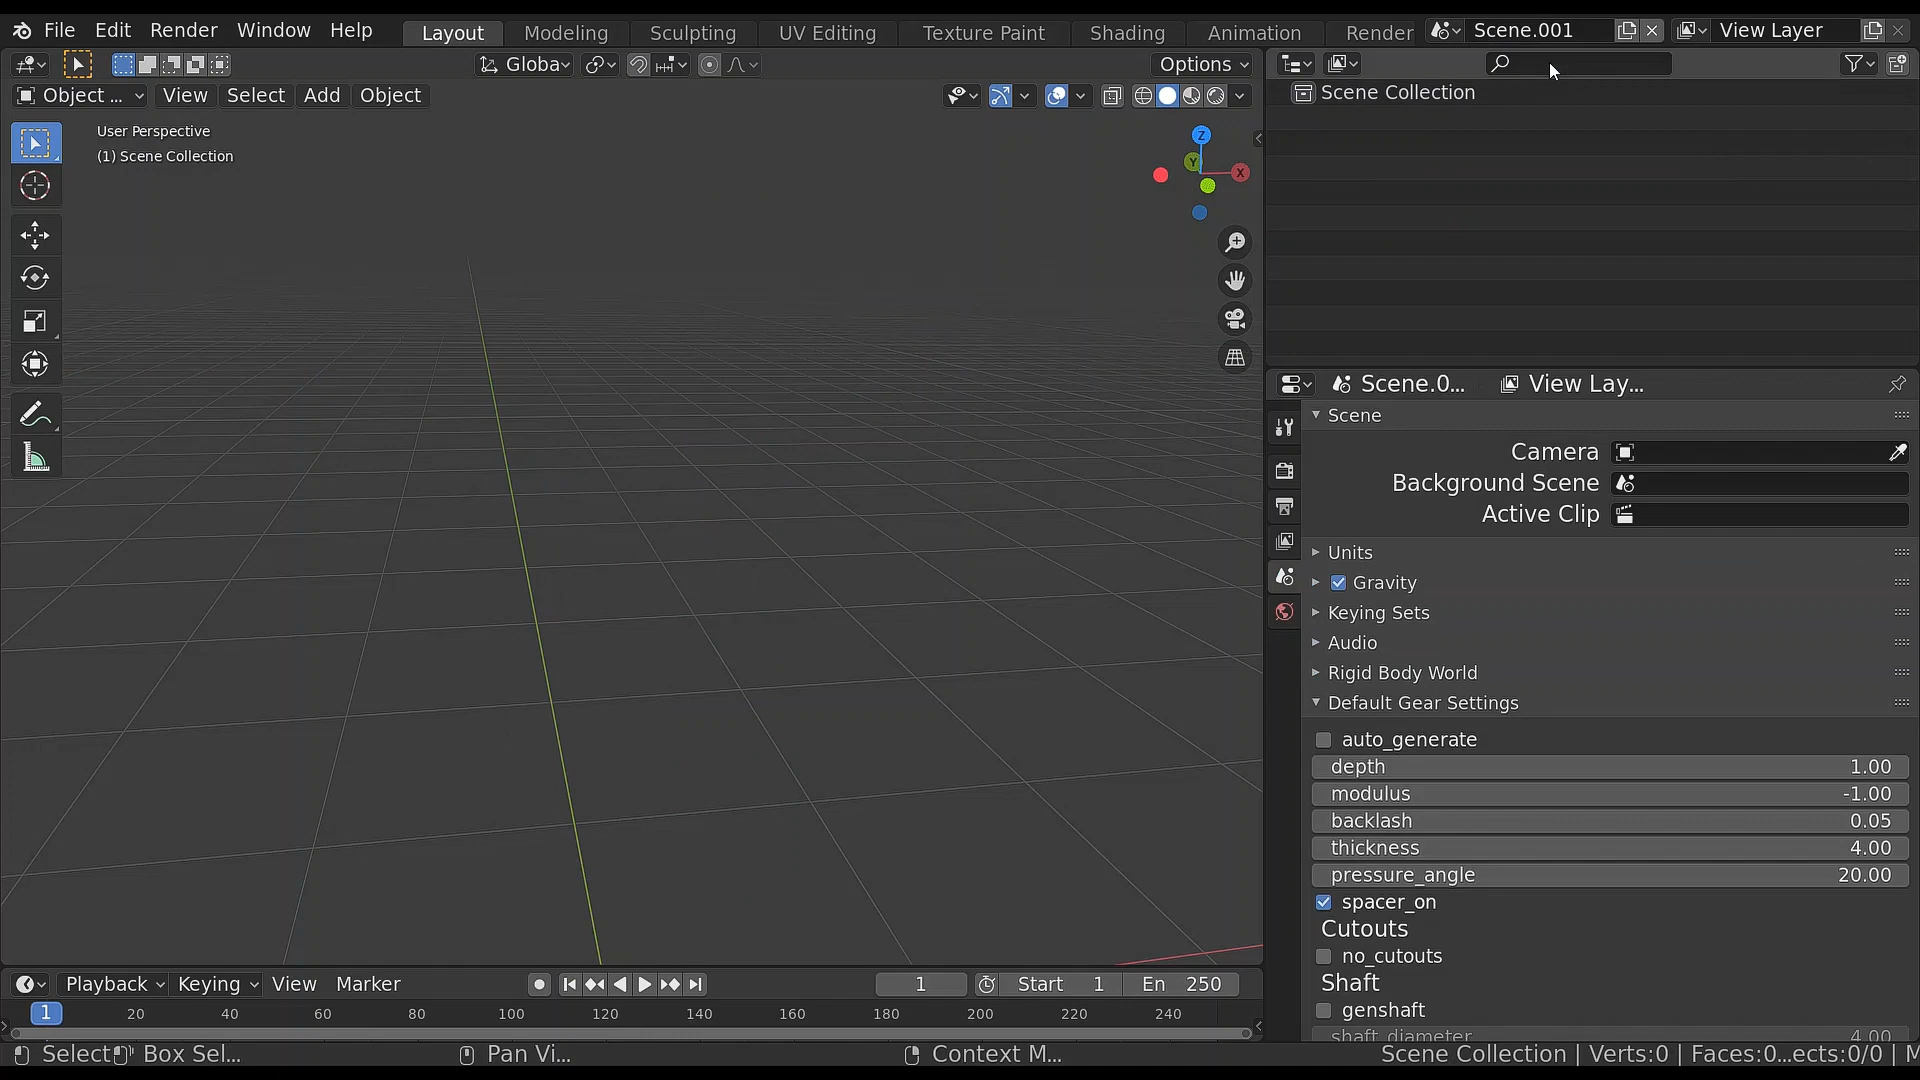 File Edit Render Window Help Layout Modeling Sculpting UV Editing Texture Paint Shading Animation Render Scene.001 View Layer
Globa Options
Object ... View Select Add Object
Scene Collection
User Perspective
(1) Scene Collection
Z
Y
X
Scene.0... View Lay...
Scene
Camera
Background Scene
Active Clip
Units
Gravity
Keying Sets
Audio
Rigid Body World
Default Gear Settings
auto_generate
depth 1.00
modulus -1.00
backlash 0.05
thickness 4.00
pressure_angle 20.00
spacer_on
Cutouts
no_cutouts
Shaft
genshaft
shaft_diameter 4.00
Playback Keying View Marker 1 Start 1 En 250
1 20 40 60 80 100 120 140 160 180 200 220 240
Select Box Sel... Pan Vi... Context M... Scene Collection | Verts:0 | Faces:0...ects:0/0 | M